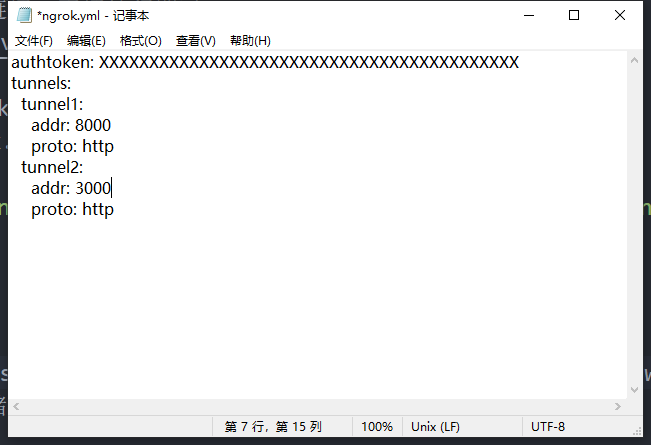 *ngrok.yml - 记事本
文件(F) 编辑(E) 格式(O) 查看(V) 帮助(H)
authtoken: XXXXXXXXXXXXXXXXXXXXXXXXXXXXXXXXXXXXXXXXXX
tunnels:
  tunnel1:
    addr: 8000
    proto: http
  tunnel2:
    addr: 3000
    proto: http
第 7 行，第 15 列 100% Unix (LF) UTF-8